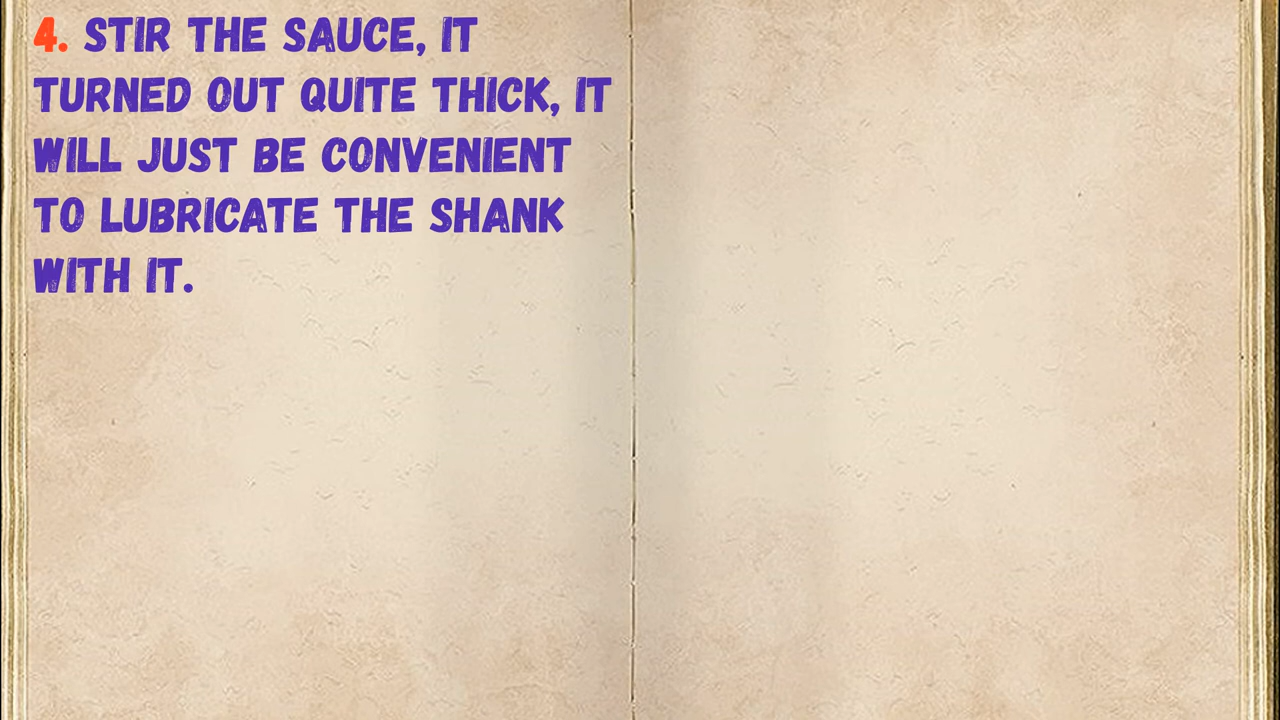 4. STIR THE SAUCE, IT
TURNED OUT QUITE THICK, IT
WILL JUST BE CONVENIENT
TO LUBRICATE THE SHANK
WITH IT.